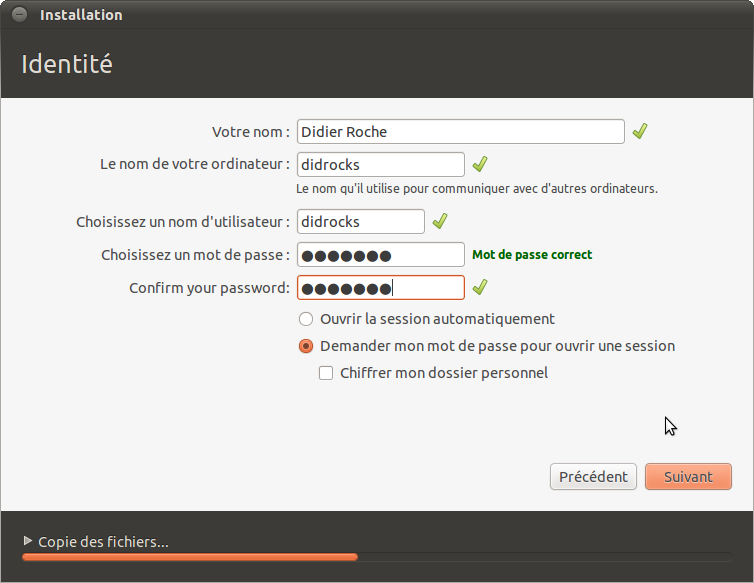 Installation
Identité
Votre nom : Didier Roche
Le nom de votre ordinateur : didrocks
Le nom qu'il utilise pour communiquer avec d'autres ordinateurs.
Choisissez un nom d'utilisateur : didrocks
Choisissez un mot de passe : ●●●●●●● Mot de passe correct
Confirm your password: ●●●●●●●
Ouvrir la session automatiquement
Demander mon mot de passe pour ouvrir une session
Chiffrer mon dossier personnel
Précédent Suivant
Copie des fichiers...